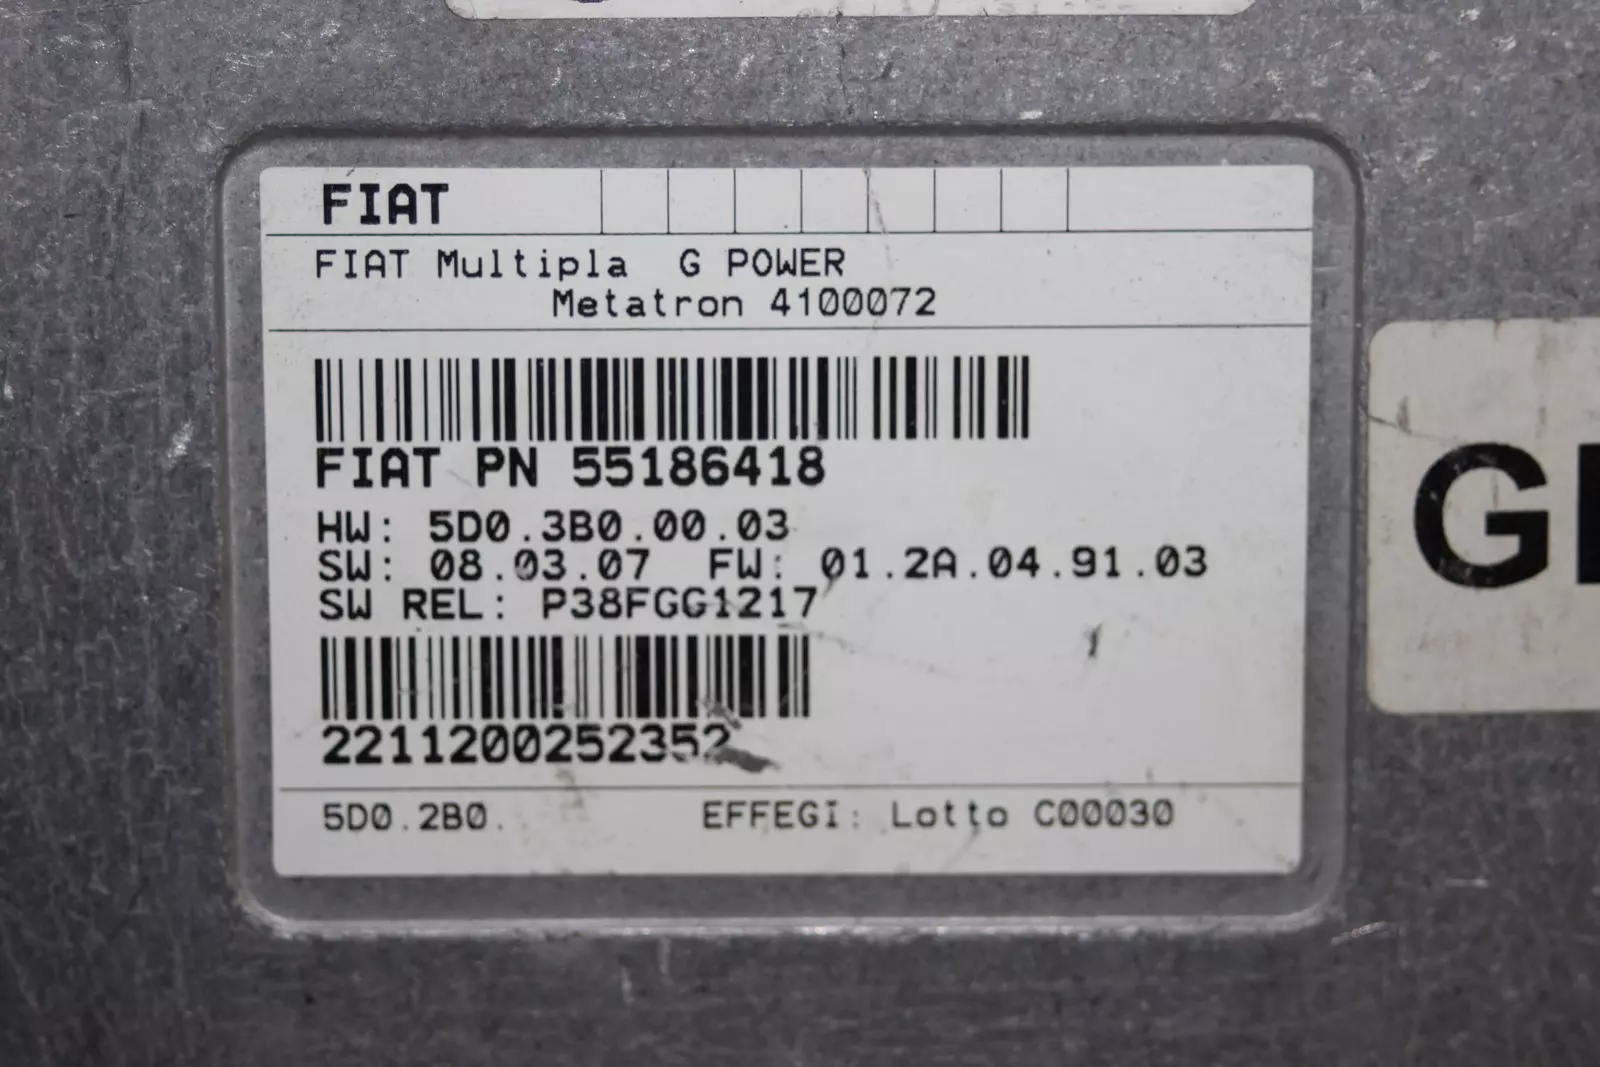 FIAT
FIAT Multipla G POWER
Metatron 4100072
FIAT PN 55186418
HW: 5D0.3B0.00.03
SW: 08.03.07 FW: 01.2A.04.91.03
SW REL: P38FGG1217
2211200252352
5D0.2B0. EFFEGI: Lotto C00030
G